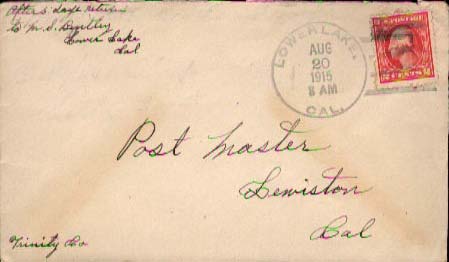 After 5 days return
to M. S. Bentley
Lower Lake
Cal
LOWER LAKE,
AUG
20
1915
8 AM
CAL.
CENTS
Post Master
Lewiston
Cal
Trinity Co